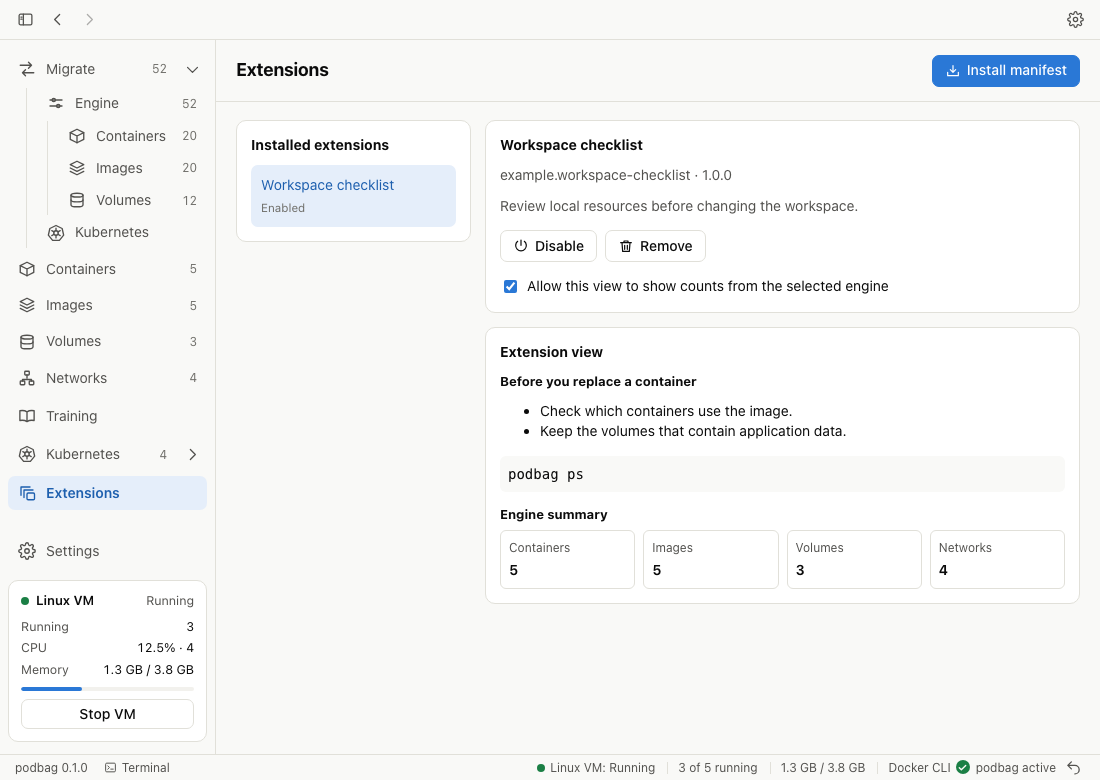 Migrate 52
Engine 52
Containers 20
Images 20
Volumes 12
Kubernetes
Containers 5
Images 5
Volumes 3
Networks 4
Training
Kubernetes 4
Extensions
Settings
Linux VM Running
Running 3
CPU 12.5% · 4
Memory 1.3 GB / 3.8 GB
Stop VM
Extensions
Install manifest
Installed extensions
Workspace checklist
Enabled
Workspace checklist
example.workspace-checklist · 1.0.0
Review local resources before changing the workspace.
Disable Remove
Allow this view to show counts from the selected engine
Extension view
Before you replace a container
• Check which containers use the image.
• Keep the volumes that contain application data.
podbag ps
Engine summary
Containers Images Volumes Networks
5 5 3 4
podbag 0.1.0 Terminal Linux VM: Running 3 of 5 running 1.3 GB / 3.8 GB Docker CLI podbag active